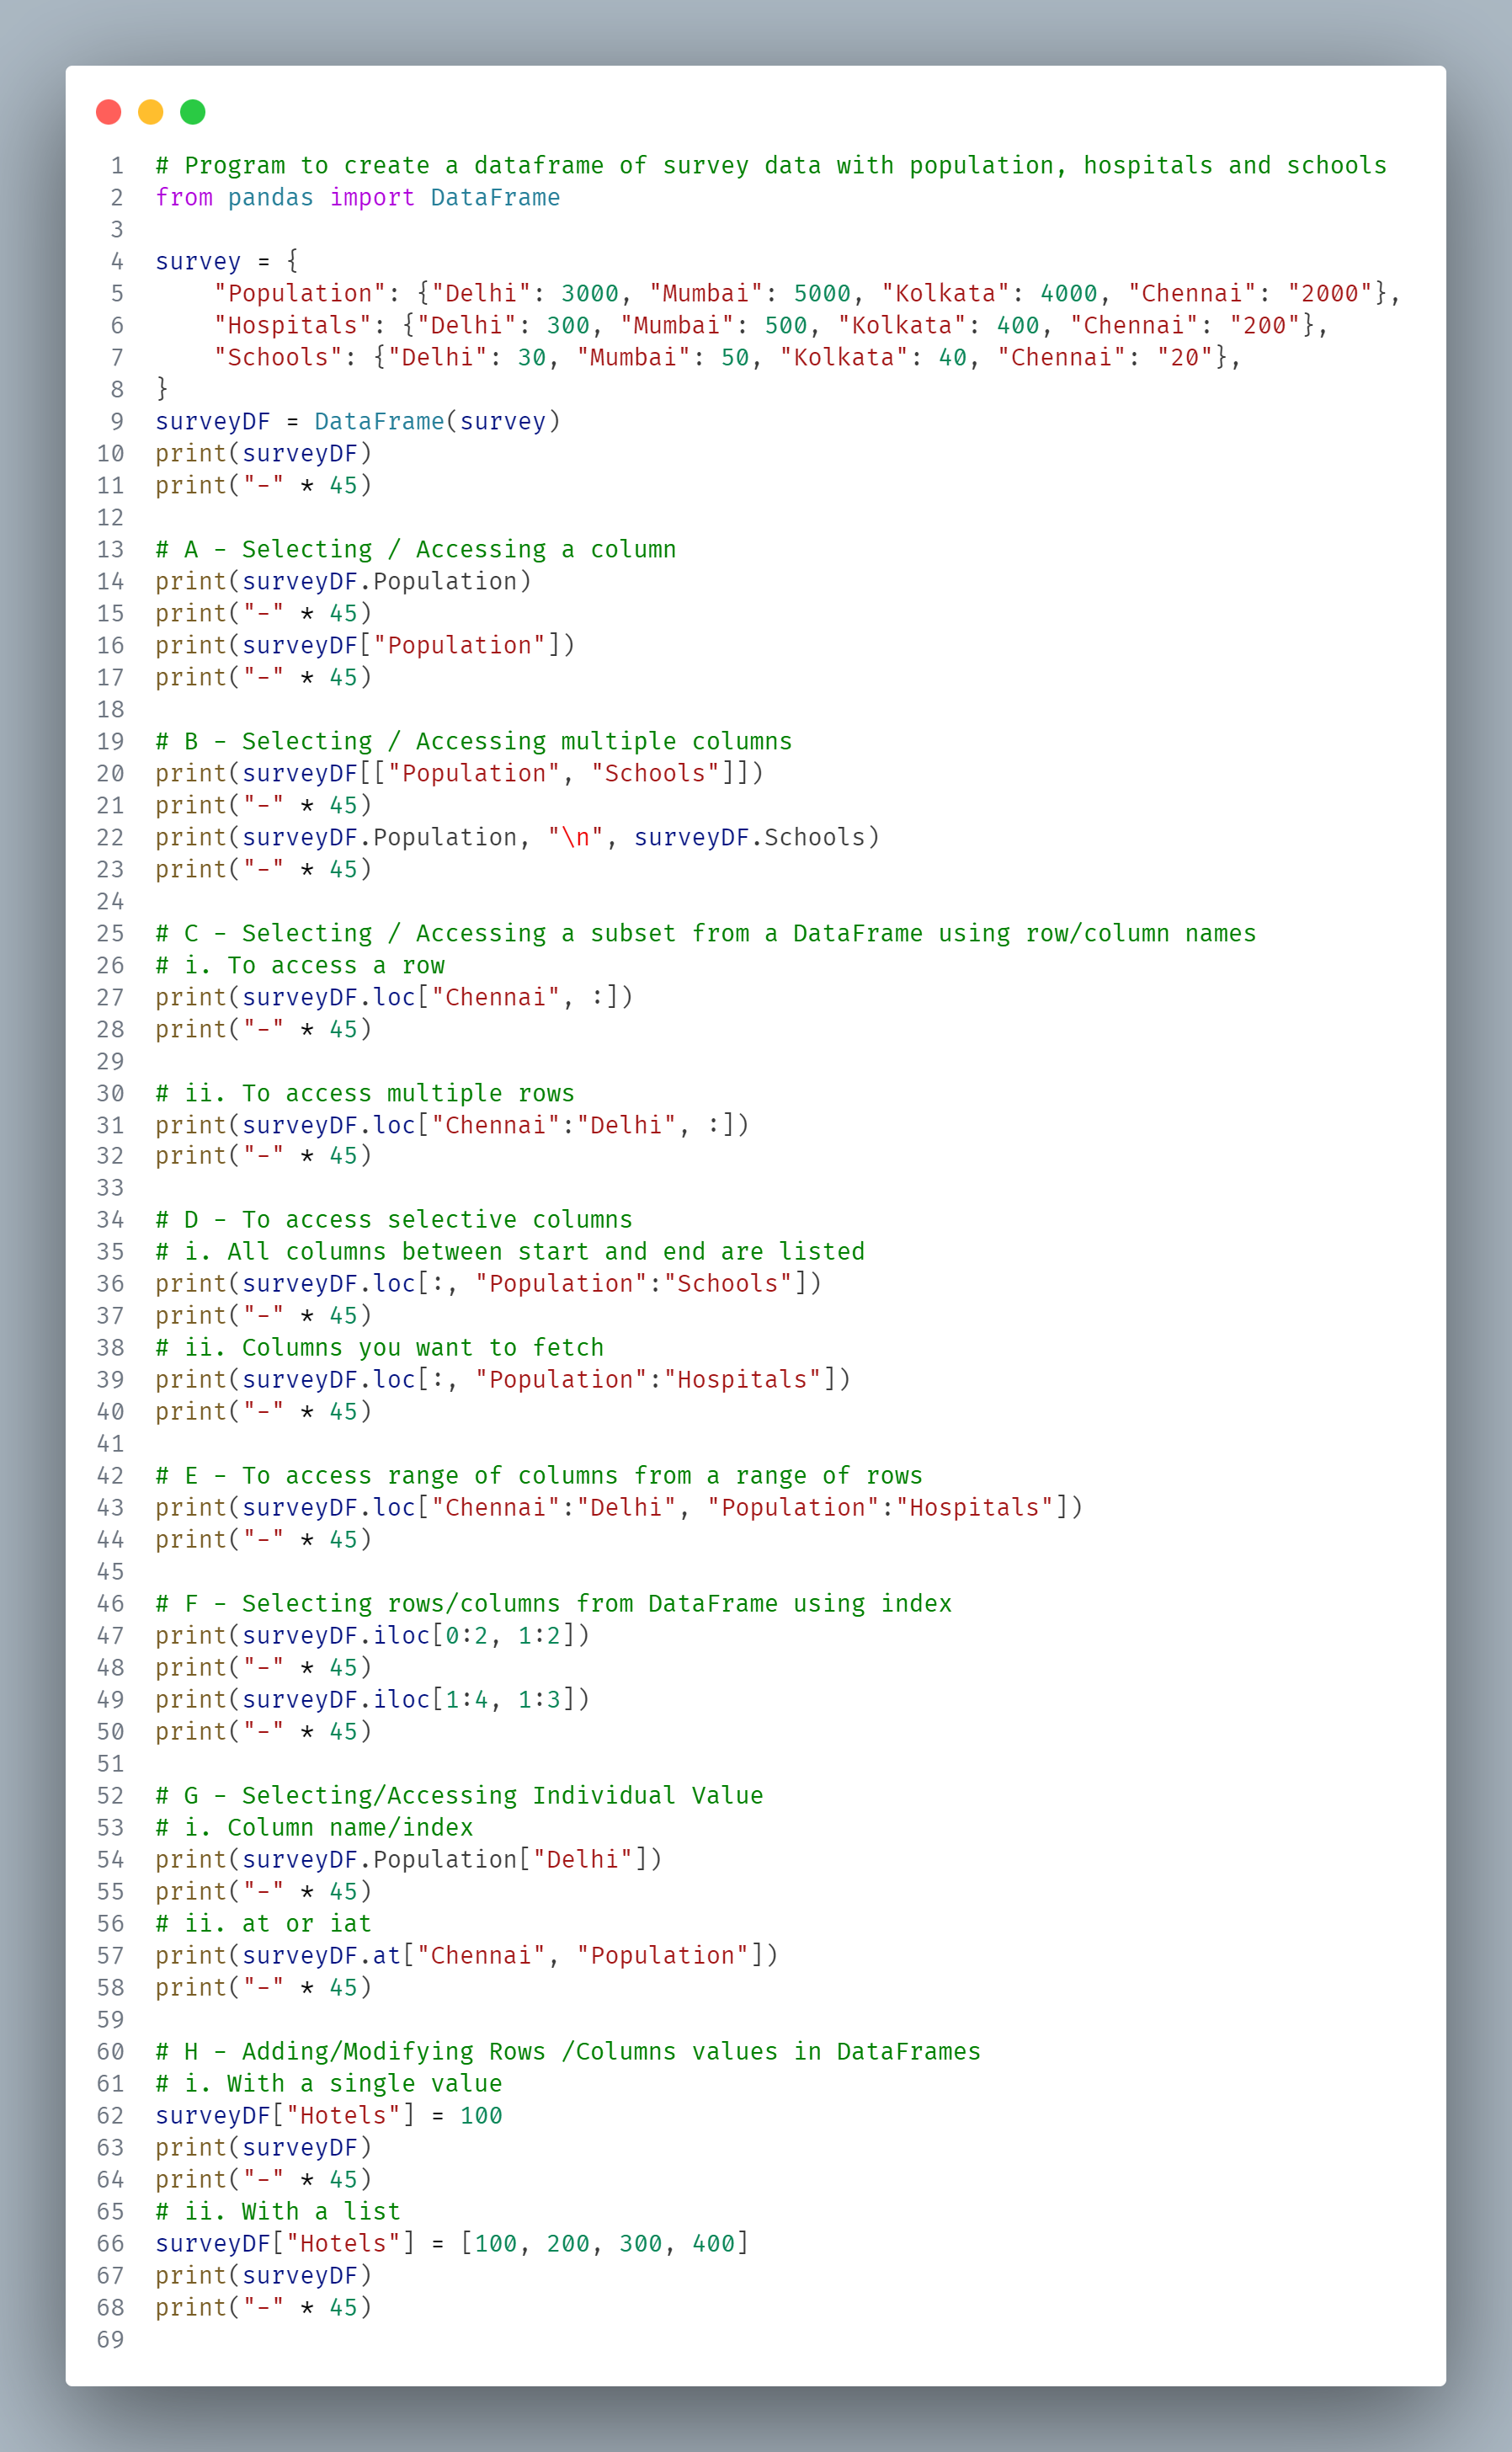 1 # Program to create a dataframe of survey data with population, hospitals and schools
2 from pandas import DataFrame
3
4 survey = {
5     "Population": {"Delhi": 3000, "Mumbai": 5000, "Kolkata": 4000, "Chennai": "2000"},
6     "Hospitals": {"Delhi": 300, "Mumbai": 500, "Kolkata": 400, "Chennai": "200"},
7     "Schools": {"Delhi": 30, "Mumbai": 50, "Kolkata": 40, "Chennai": "20"},
8 }
9 surveyDF = DataFrame(survey)
10 print(surveyDF)
11 print("-" * 45)
12
13 # A - Selecting / Accessing a column
14 print(surveyDF.Population)
15 print("-" * 45)
16 print(surveyDF["Population"])
17 print("-" * 45)
18
19 # B - Selecting / Accessing multiple columns
20 print(surveyDF[["Population", "Schools"]])
21 print("-" * 45)
22 print(surveyDF.Population, "\n", surveyDF.Schools)
23 print("-" * 45)
24
25 # C - Selecting / Accessing a subset from a DataFrame using row/column names
26 # i. To access a row
27 print(surveyDF.loc["Chennai", :])
28 print("-" * 45)
29
30 # ii. To access multiple rows
31 print(surveyDF.loc["Chennai":"Delhi", :])
32 print("-" * 45)
33
34 # D - To access selective columns
35 # i. All columns between start and end are listed
36 print(surveyDF.loc[:, "Population":"Schools"])
37 print("-" * 45)
38 # ii. Columns you want to fetch
39 print(surveyDF.loc[:, "Population":"Hospitals"])
40 print("-" * 45)
41
42 # E - To access range of columns from a range of rows
43 print(surveyDF.loc["Chennai":"Delhi", "Population":"Hospitals"])
44 print("-" * 45)
45
46 # F - Selecting rows/columns from DataFrame using index
47 print(surveyDF.iloc[0:2, 1:2])
48 print("-" * 45)
49 print(surveyDF.iloc[1:4, 1:3])
50 print("-" * 45)
51
52 # G - Selecting/Accessing Individual Value
53 # i. Column name/index
54 print(surveyDF.Population["Delhi"])
55 print("-" * 45)
56 # ii. at or iat
57 print(surveyDF.at["Chennai", "Population"])
58 print("-" * 45)
59
60 # H - Adding/Modifying Rows /Columns values in DataFrames
61 # i. With a single value
62 surveyDF["Hotels"] = 100
63 print(surveyDF)
64 print("-" * 45)
65 # ii. With a list
66 surveyDF["Hotels"] = [100, 200, 300, 400]
67 print(surveyDF)
68 print("-" * 45)
69